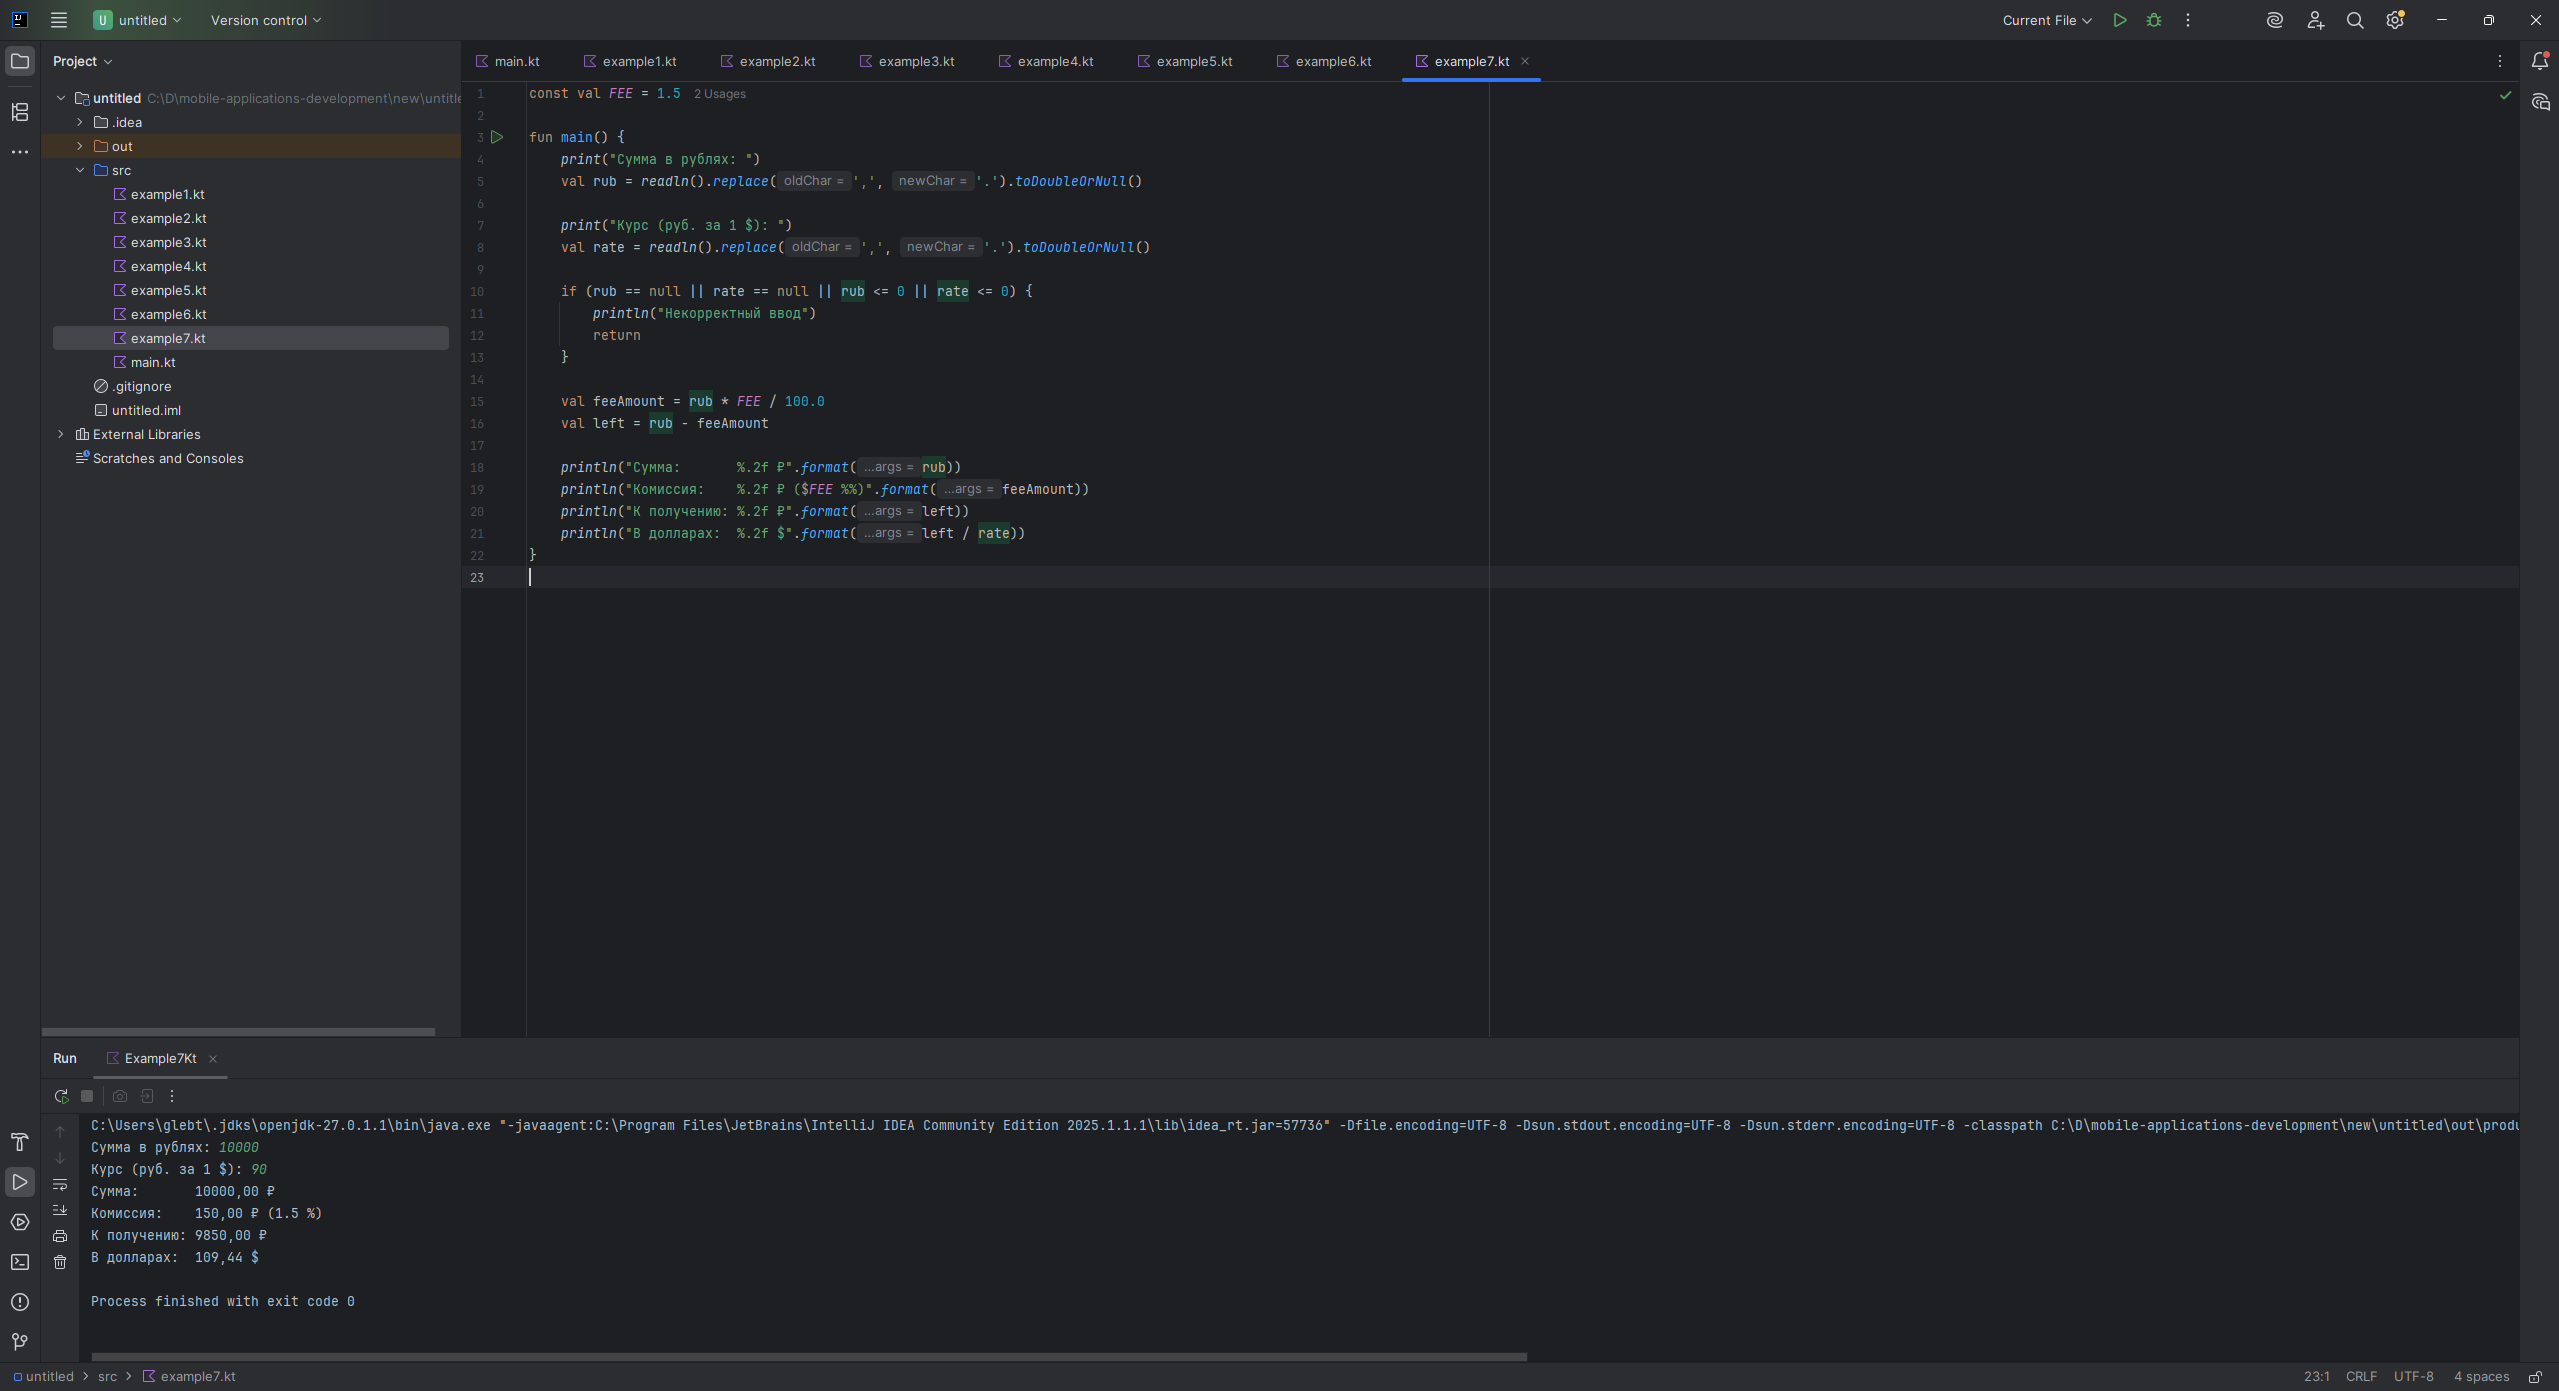 untitled
Version control
Current File
Project
main.kt
example1.kt
example2.kt
example3.kt
example4.kt
example5.kt
example6.kt
example7.kt
untitled C:\D\mobile-applications-development\new\untitle
.idea
out
src
example1.kt
example2.kt
example3.kt
example4.kt
example5.kt
example6.kt
example7.kt
main.kt
.gitignore
untitled.iml
External Libraries
Scratches and Consoles
1 const val FEE = 1.5 2 Usages
2
3 fun main() {
4 print("Сумма в рублях: ")
5 val rub = readln().replace( oldChar = ',', newChar = '.').toDoubleOrNull()
6
7 print("Курс (руб. за 1 $): ")
8 val rate = readln().replace( oldChar = ',', newChar = '.').toDoubleOrNull()
9
10 if (rub == null || rate == null || rub <= 0 || rate <= 0) {
11 println("Некорректный ввод")
12 return
13 }
14
15 val feeAmount = rub * FEE / 100.0
16 val left = rub - feeAmount
17
18 println("Сумма:       %.2f ₽".format( ...args = rub))
19 println("Комиссия:    %.2f ₽ ($FEE %%)".format( ...args = feeAmount))
20 println("К получению: %.2f ₽".format( ...args = left))
21 println("В долларах:  %.2f $".format( ...args = left / rate))
22 }
23
Run
Example7Kt
C:\Users\glebt\.jdks\openjdk-27.0.1.1\bin\java.exe "-javaagent:C:\Program Files\JetBrains\IntelliJ IDEA Community Edition 2025.1.1.1\lib\idea_rt.jar=57736" -Dfile.encoding=UTF-8 -Dsun.stdout.encoding=UTF-8 -Dsun.stderr.encoding=UTF-8 -classpath C:\D\mobile-applications-development\new\untitled\out\produ
Сумма в рублях: 10000
Курс (руб. за 1 $): 90
Сумма:       10000,00 ₽
Комиссия:    150,00 ₽ (1.5 %)
К получению: 9850,00 ₽
В долларах:  109,44 $
Process finished with exit code 0
untitled > src > example7.kt
23:1 CRLF UTF-8 4 spaces